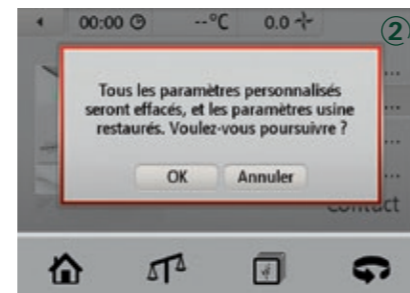 00:00 --°C 0.0 2
...
...
...
...
Tous les paramètres personnalisés
seront effacés, et les paramètres usine
restaurés. Voulez-vous poursuivre ?
OK Annuler
Contact